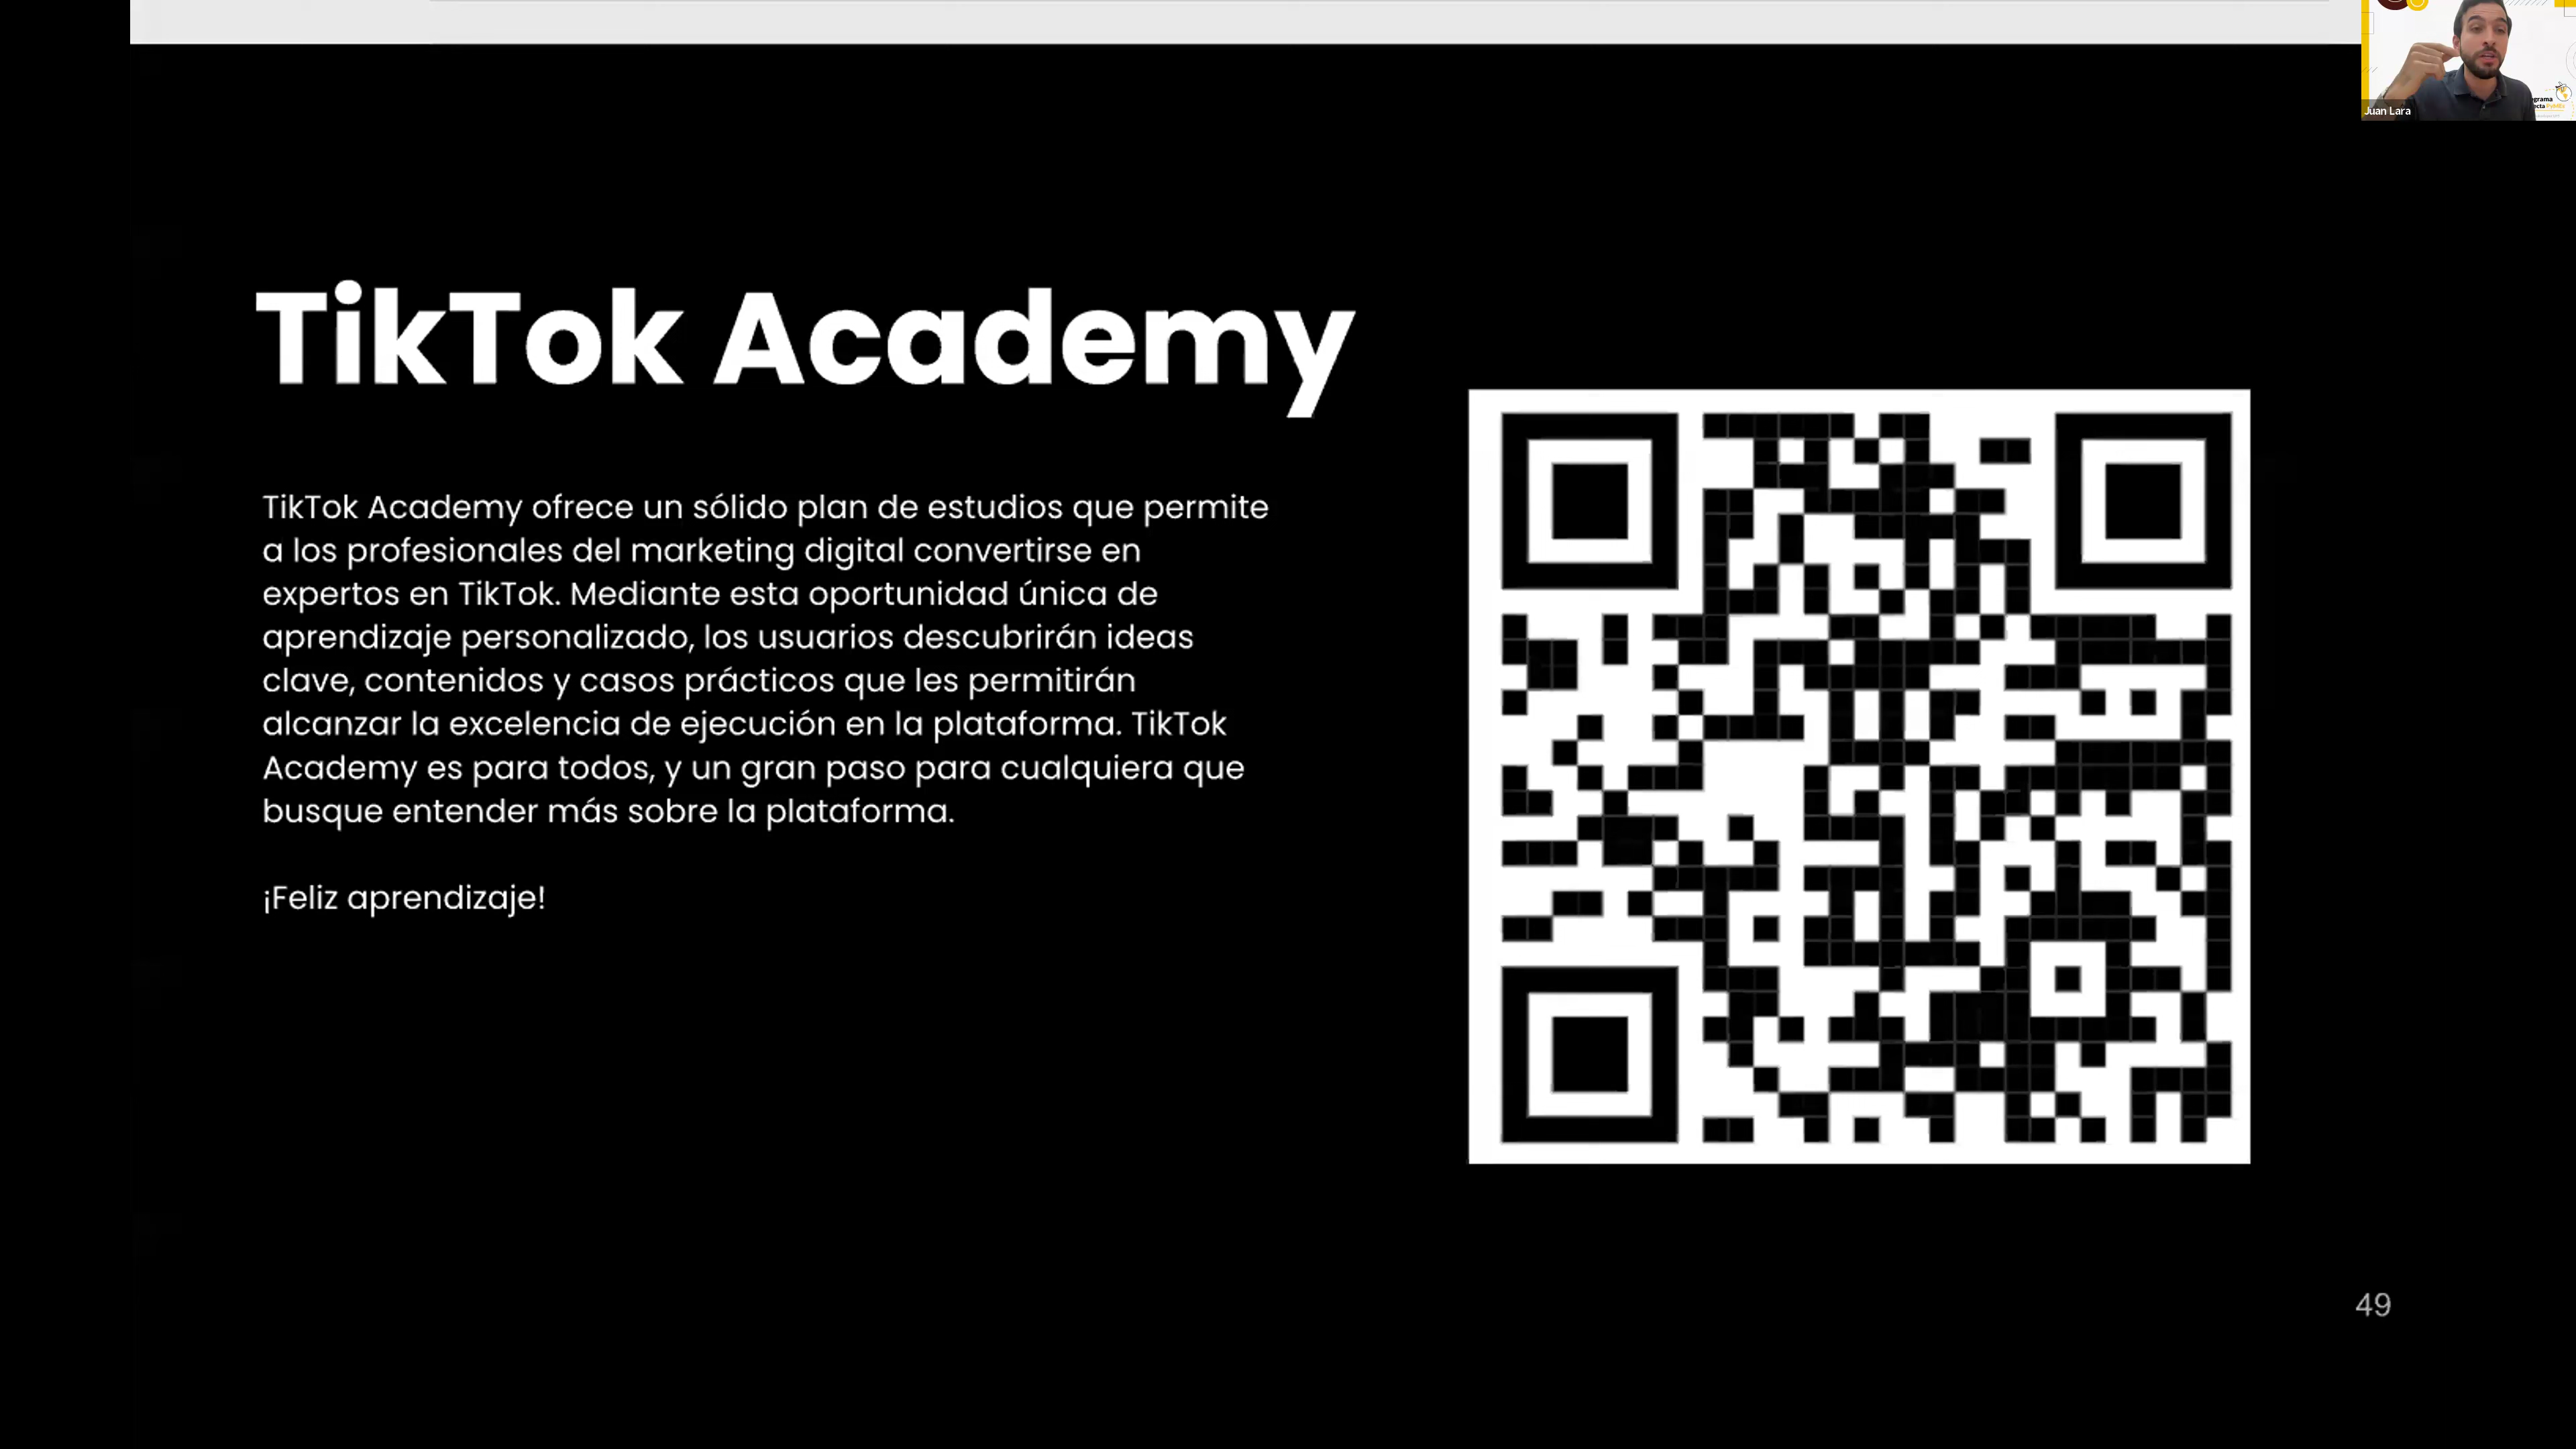 Juan Lara
TikTok Academy
TikTok Academy ofrece un sólido plan de estudios que permite
a los profesionales del marketing digital convertirse en
expertos en TikTok. Mediante esta oportunidad única de
aprendizaje personalizado, los usuarios descubrirán ideas
clave, contenidos y casos prácticos que les permitirán
alcanzar la excelencia de ejecución en la plataforma. TikTok
Academy es para todos, y un gran paso para cualquiera que
busque entender más sobre la plataforma.
¡Feliz aprendizaje!
49